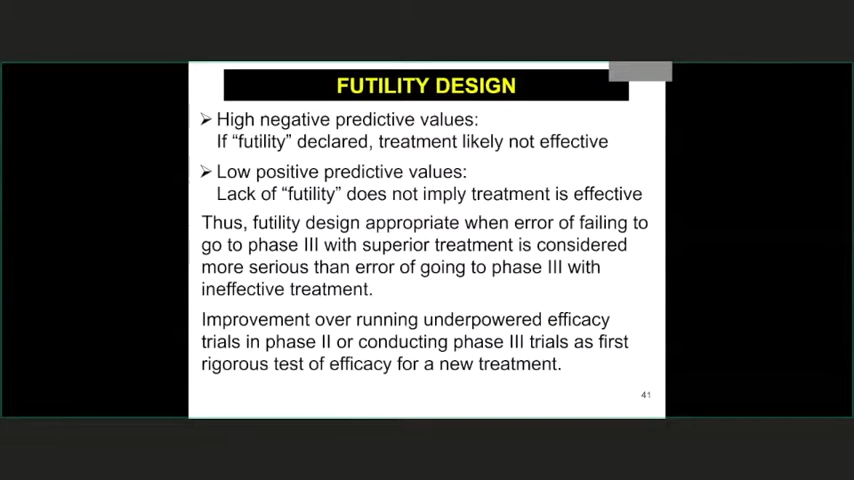 FUTILITY DESIGN
➢ High negative predictive values:
If “futility” declared, treatment likely not effective
➢ Low positive predictive values:
Lack of “futility” does not imply treatment is effective
Thus, futility design appropriate when error of failing to
go to phase III with superior treatment is considered
more serious than error of going to phase III with
ineffective treatment.
Improvement over running underpowered efficacy
trials in phase II or conducting phase III trials as first
rigorous test of efficacy for a new treatment.
41